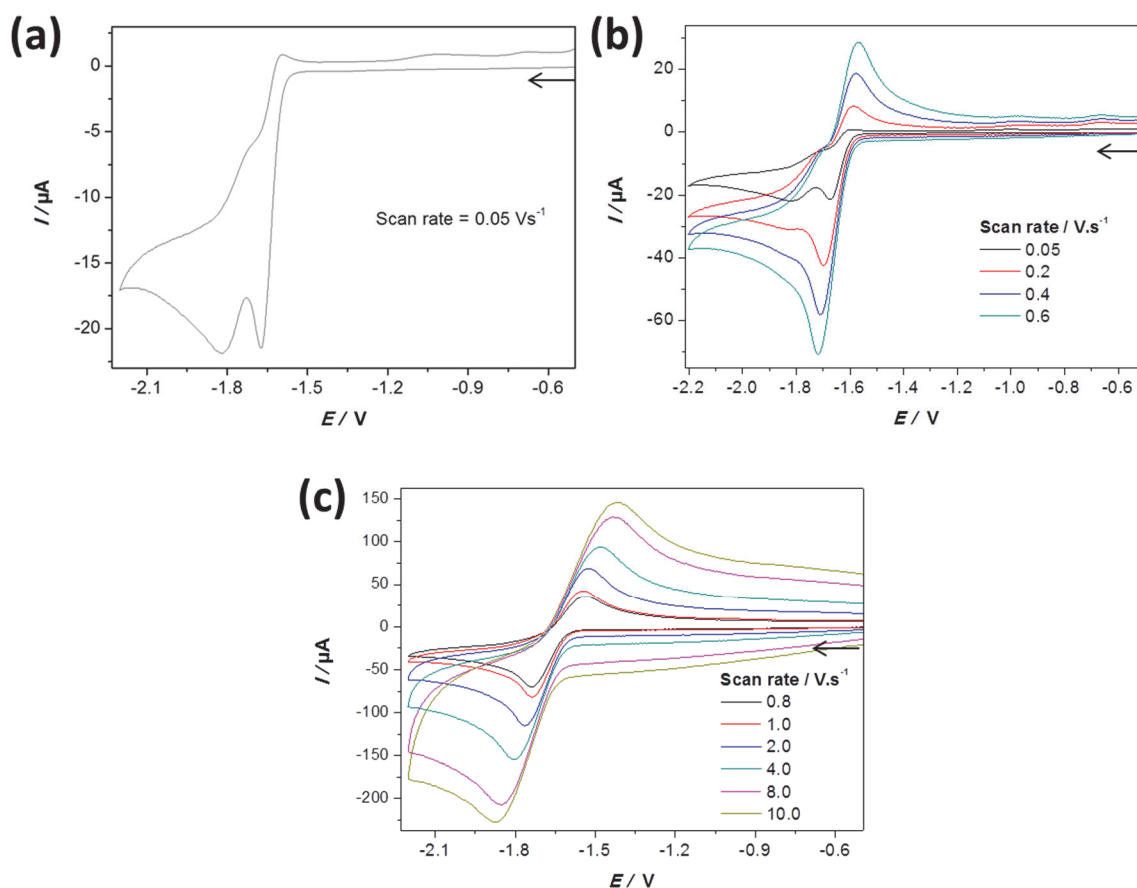 (a)
0
-5
-10
-15
-20
I / µA
Scan rate = 0.05 Vs⁻¹
-2.1 -1.8 -1.5 -1.2 -0.9 -0.6
E / V
(b)
20
0
-20
-40
-60
I / µA
Scan rate / V.s⁻¹
0.05
0.2
0.4
0.6
-2.2 -2.0 -1.8 -1.6 -1.4 -1.2 -1.0 -0.8 -0.6
E / V
(c)
150
100
50
0
-50
-100
-150
-200
I / µA
Scan rate / V.s⁻¹
0.8
1.0
2.0
4.0
8.0
10.0
-2.1 -1.8 -1.5 -1.2 -0.9 -0.6
E / V